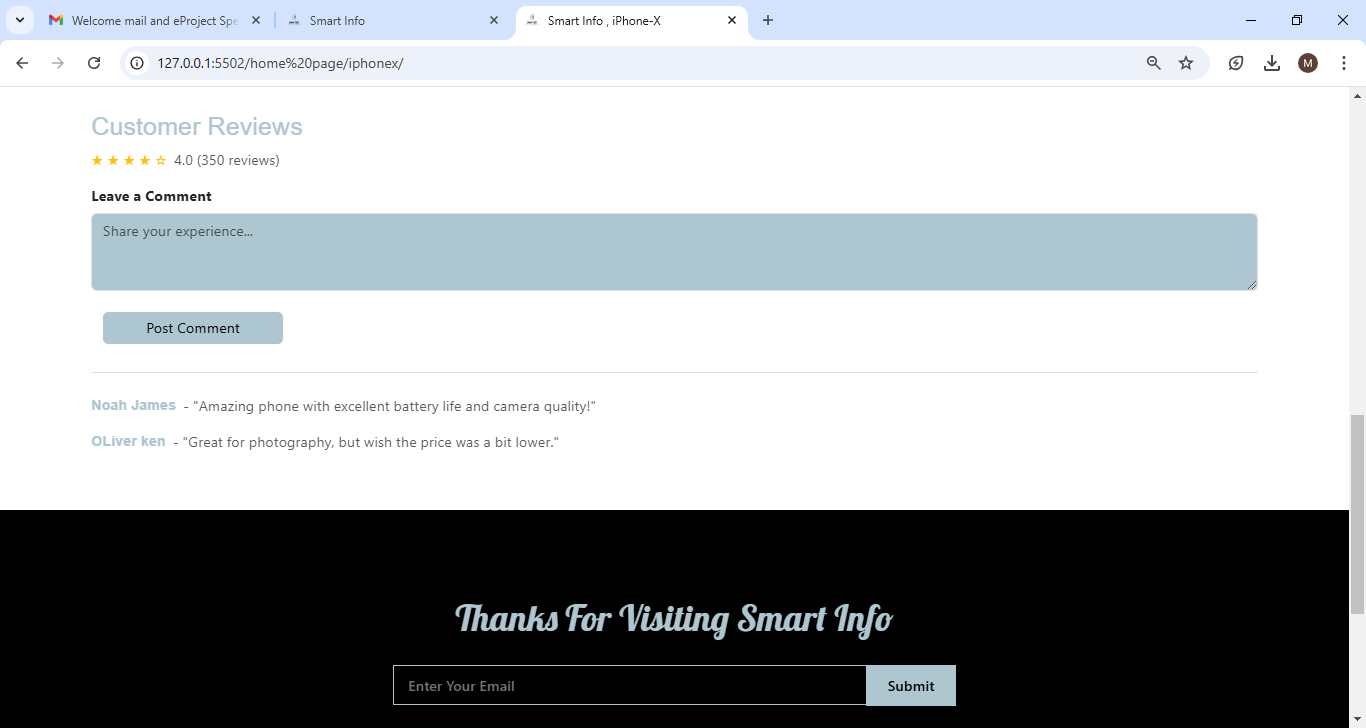 Welcome mail and eProject Spe
Smart Info
Smart Info , iPhone-X
127.0.0.1:5502/home%20page/iphonex/
M
Customer Reviews
4.0 (350 reviews)
Leave a Comment
Share your experience...
Post Comment
Noah James - "Amazing phone with excellent battery life and camera quality!"
OLiver ken - "Great for photography, but wish the price was a bit lower."
Thanks For Visiting Smart Info
Enter Your Email
Submit